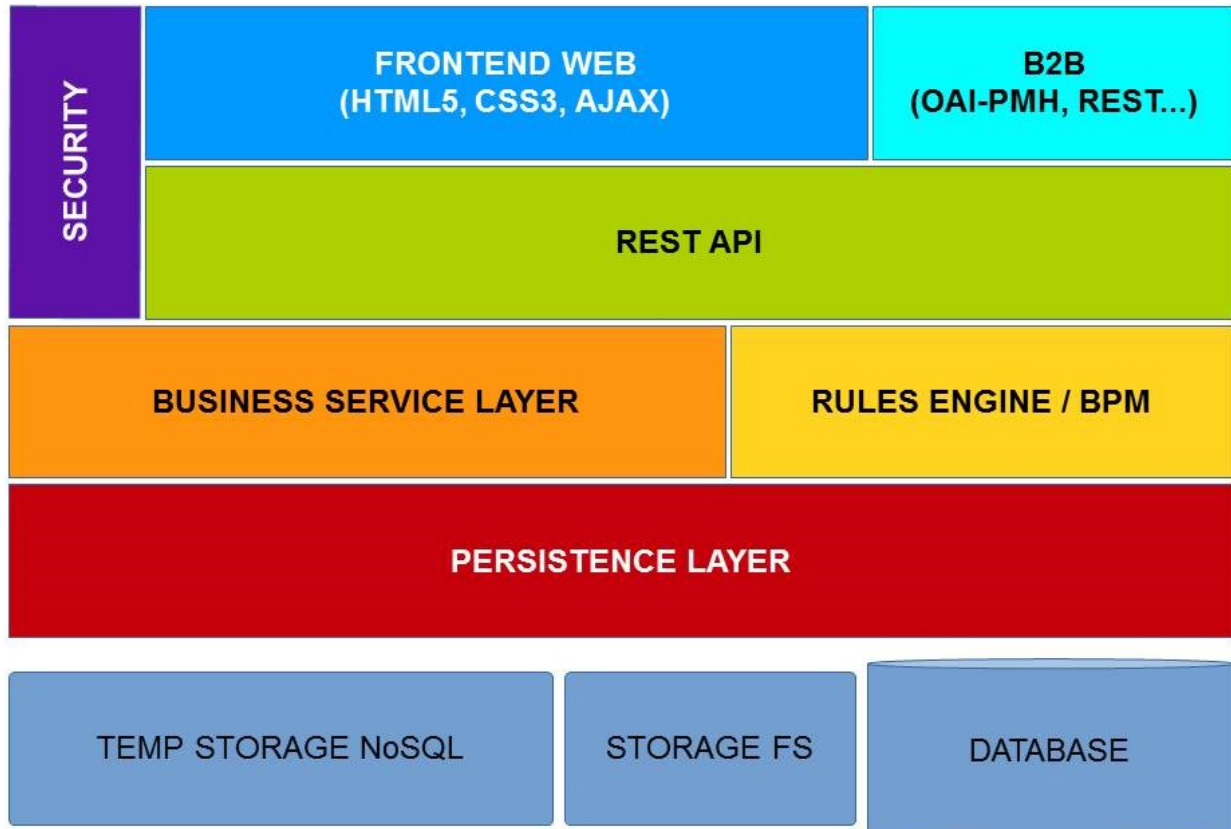 SECURITY
FRONTEND WEB
(HTML5, CSS3, AJAX)
B2B
(OAI-PMH, REST...)
REST API
BUSINESS SERVICE LAYER
RULES ENGINE / BPM
PERSISTENCE LAYER
TEMP STORAGE NoSQL
STORAGE FS
DATABASE